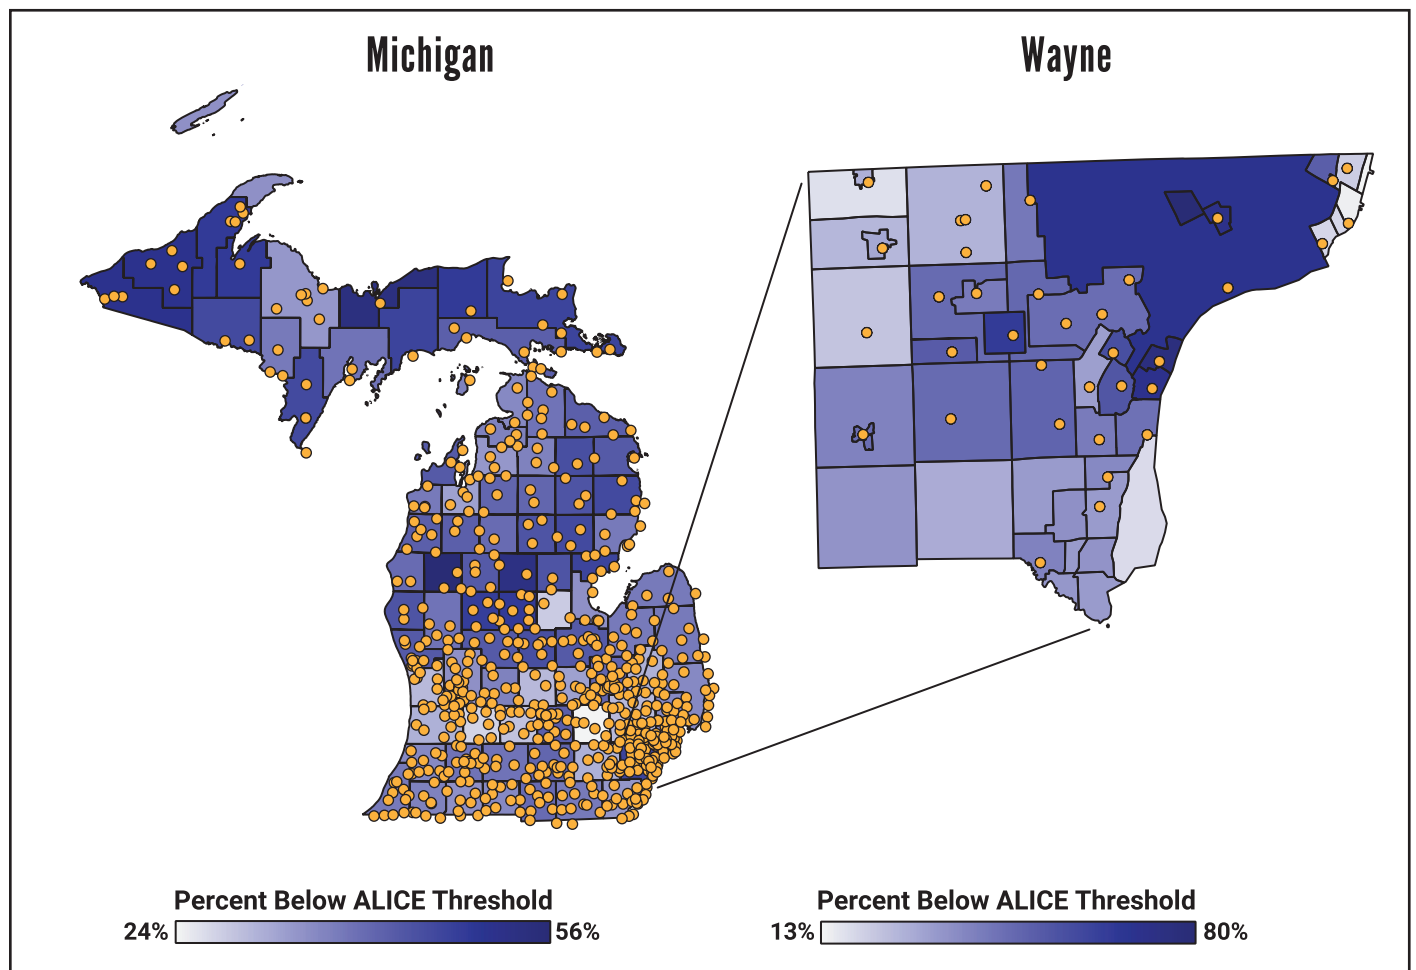 Michigan
Wayne
Percent Below ALICE Threshold
24% 56%
Percent Below ALICE Threshold
13% 80%